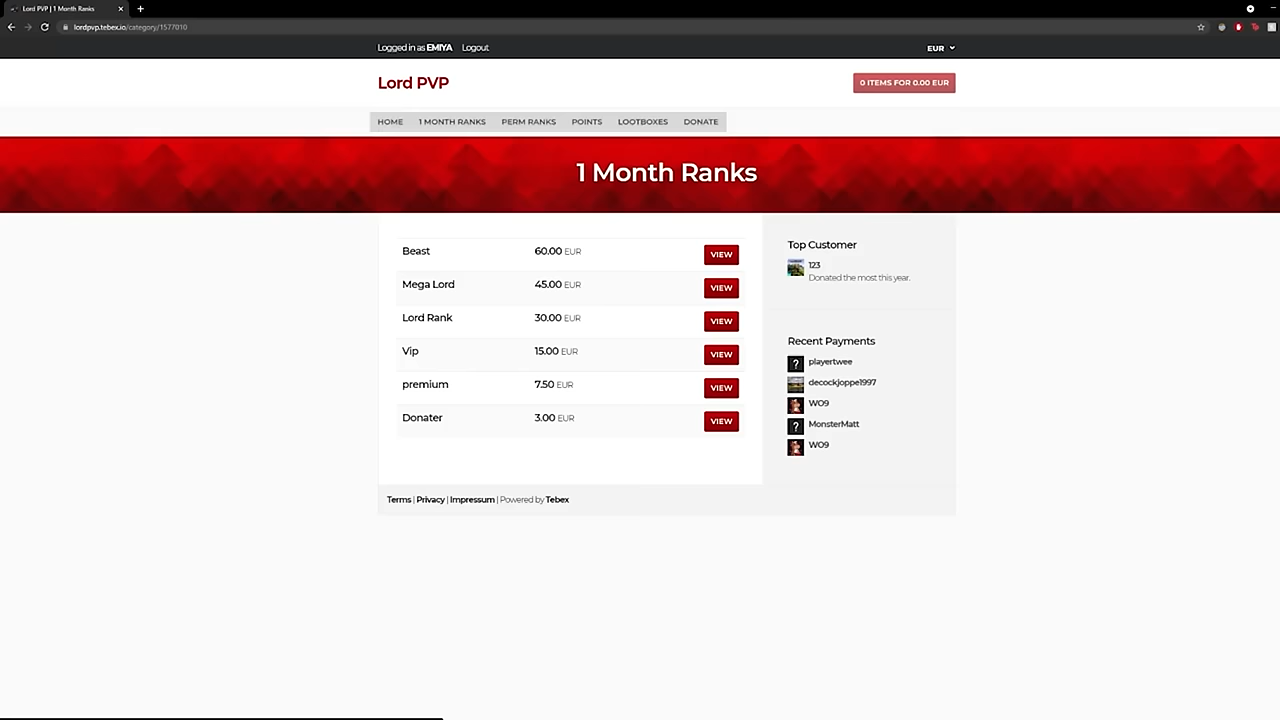 Lord PVP | 1 Month Ranks
lordpvp.tebex.io/category/1577010
Logged in as EMIYA Logout
EUR
Lord PVP
0 ITEMS FOR 0.00 EUR
HOME 1 MONTH RANKS PERM RANKS POINTS LOOTBOXES DONATE
1 Month Ranks
Beast 60.00 EUR VIEW
Mega Lord 45.00 EUR VIEW
Lord Rank 30.00 EUR VIEW
Vip 15.00 EUR VIEW
premium 7.50 EUR VIEW
Donater 3.00 EUR VIEW
Top Customer
123
Donated the most this year.
Recent Payments
playertwee
decockjoppe1997
WO9
MonsterMatt
WO9
Terms | Privacy | Impressum | Powered by Tebex